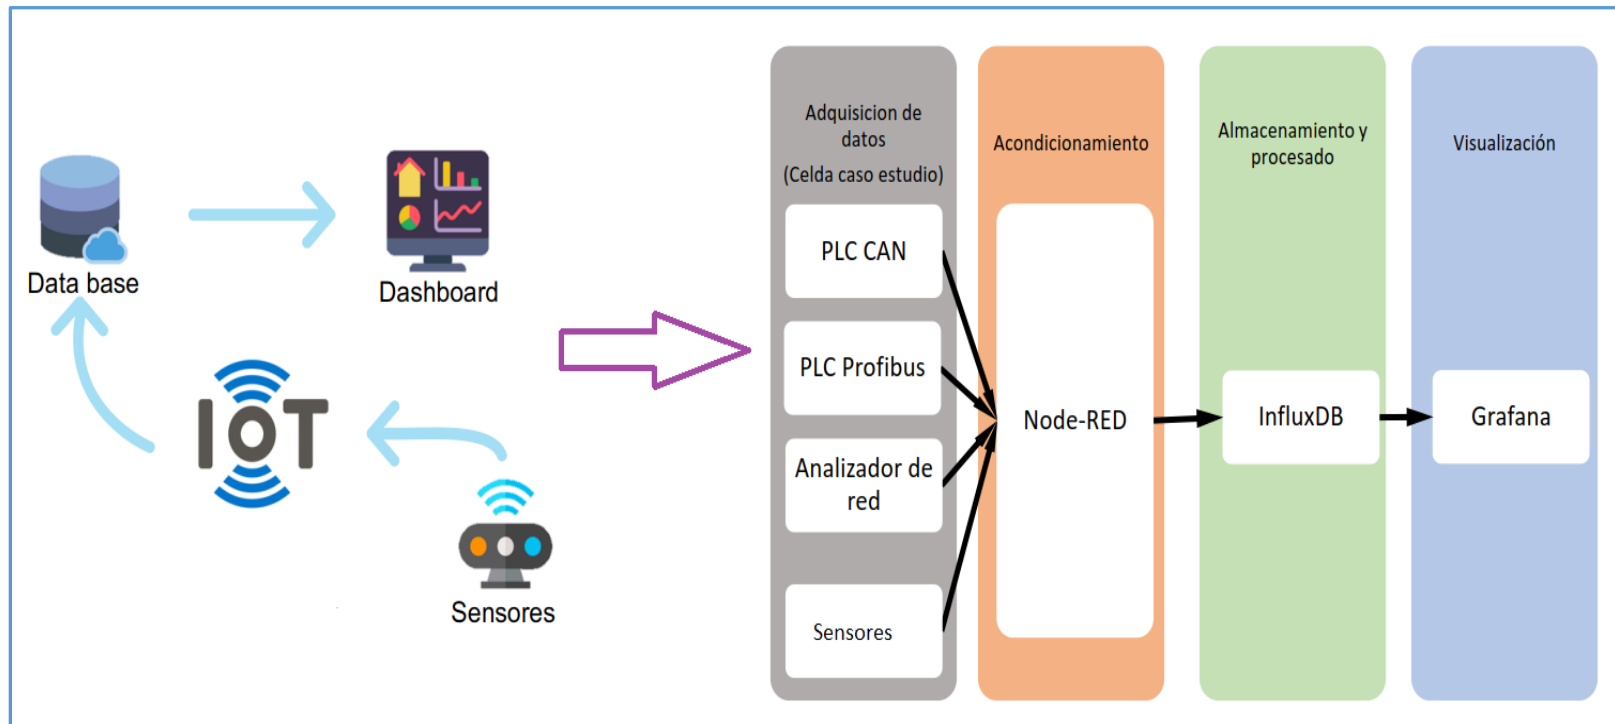 Data base
Dashboard
IoT
Sensores
Adquisicion de
datos
(Celda caso estudio)
PLC CAN
PLC Profibus
Analizador de
red
Sensores
Acondicionamiento
Node-RED
Almacenamiento y
procesado
InfluxDB
Visualización
Grafana